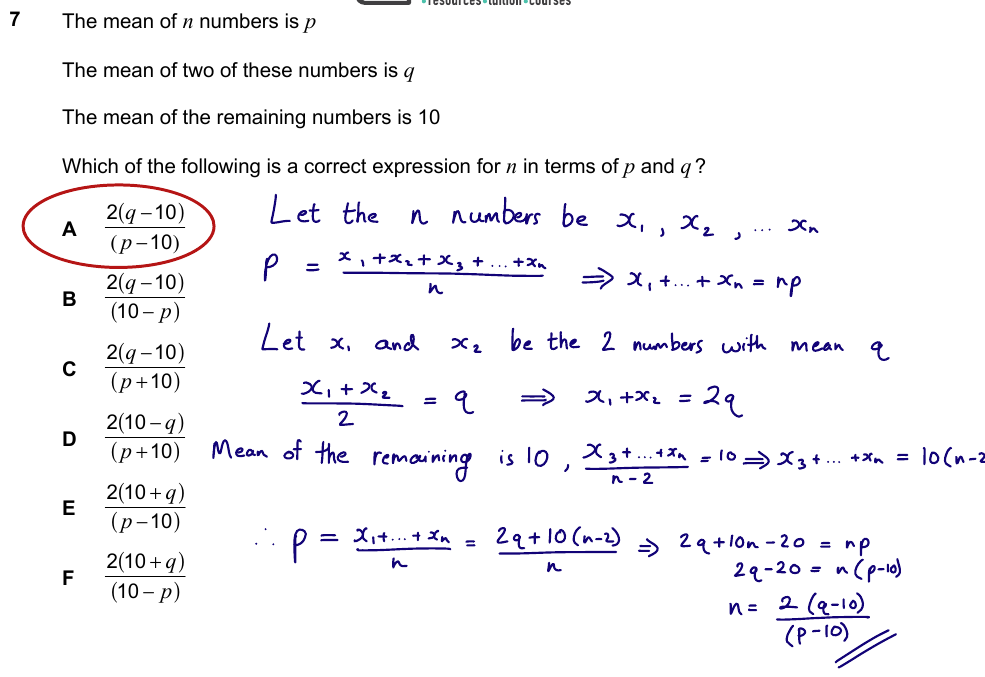 resources•tuition•courses
7 The mean of n numbers is p
The mean of two of these numbers is q
The mean of the remaining numbers is 10
Which of the following is a correct expression for n in terms of p and q?
A 2(q−10)/(p−10)
B 2(q−10)/(10−p)
C 2(q−10)/(p+10)
D 2(10−q)/(p+10)
E 2(10+q)/(p−10)
F 2(10+q)/(10−p)
Let the n numbers be x₁, x₂, ... xₙ
P = (x₁+x₂+x₃+...+xₙ)/n ⇒ x₁+...+xₙ = np
Let x₁ and x₂ be the 2 numbers with mean q
(x₁+x₂)/2 = q ⇒ x₁+x₂ = 2q
Mean of the remaining is 10, (x₃+...+xₙ)/(n−2) = 10 ⇒ x₃+...+xₙ = 10(n−2
∴ P = (x₁+...+xₙ)/n = (2q+10(n−2))/n ⇒ 2q+10n−20 = np
2q−20 = n(p−10)
n = 2(q−10)/(p−10)